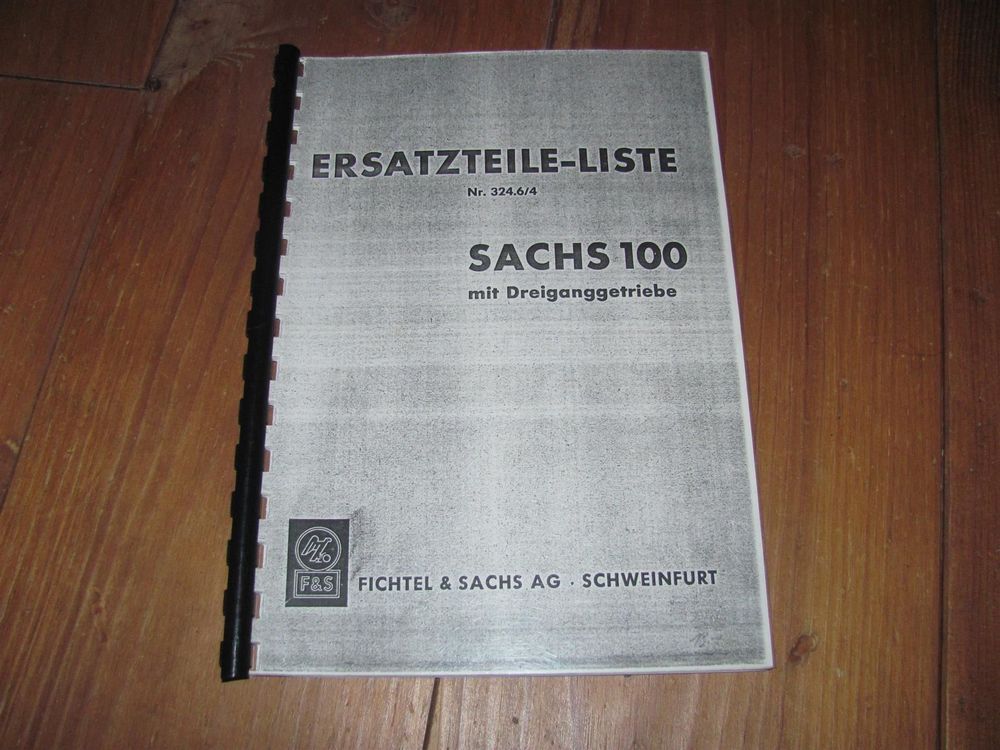 ERSATZTEILE-LISTE
Nr. 324.6/4
SACHS 100
mit Dreiganggetriebe
F&S
FICHTEL & SACHS AG · SCHWEINFURT